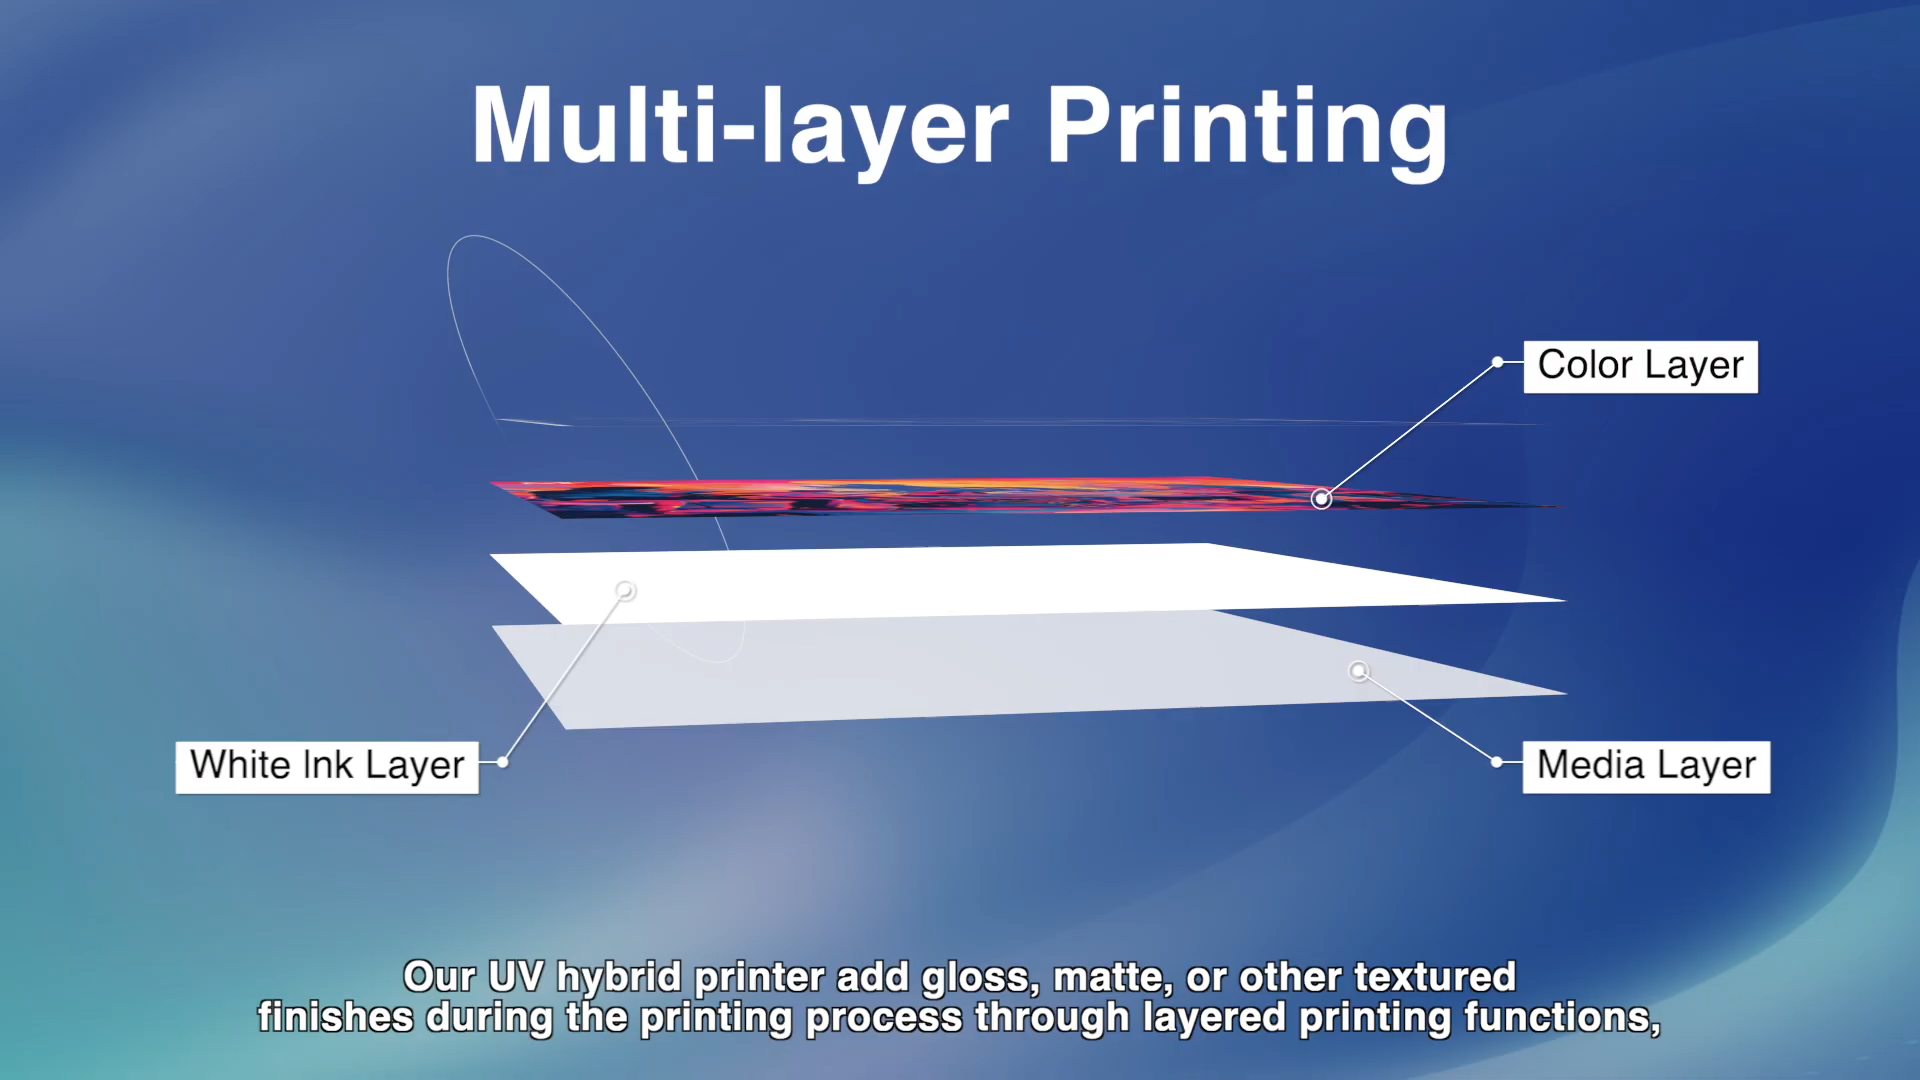 Multi-layer Printing
Color Layer
White Ink Layer
Media Layer
Our UV hybrid printer add gloss, matte, or other textured
finishes during the printing process through layered printing functions,